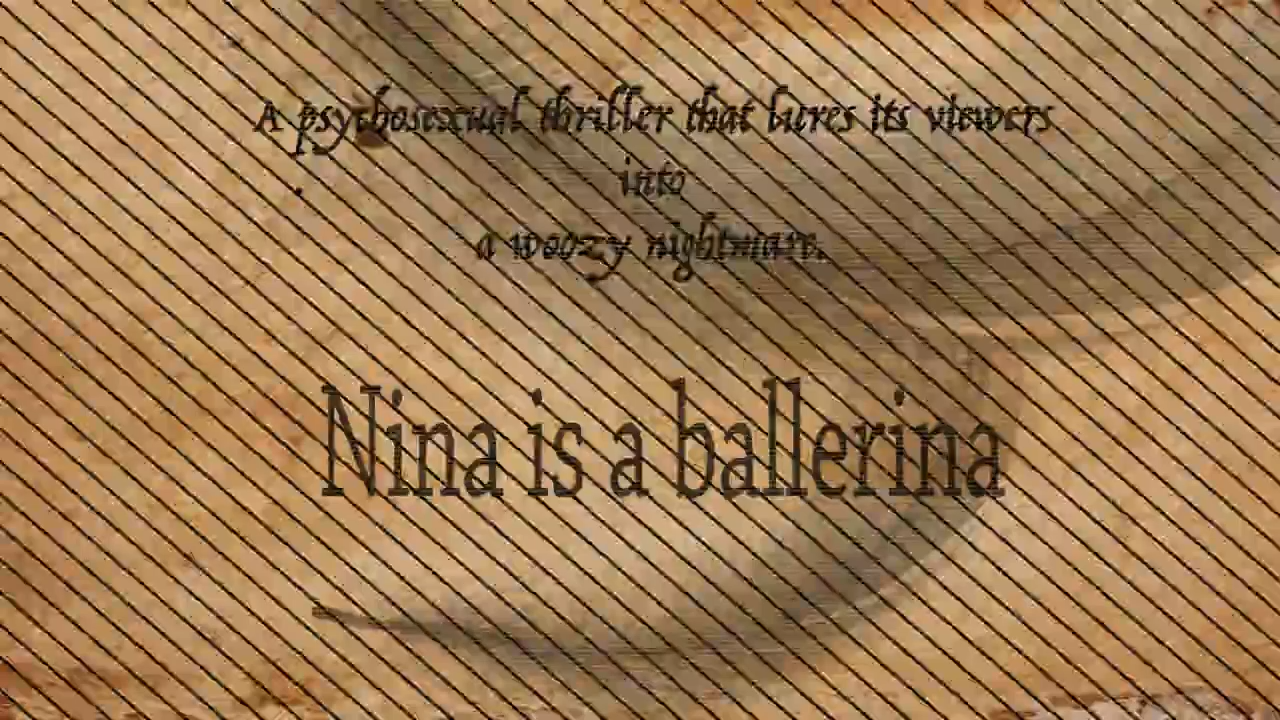 A psychosexual thriller that lures its viewers
into
a woozy nightmare.
Nina is a ballerina